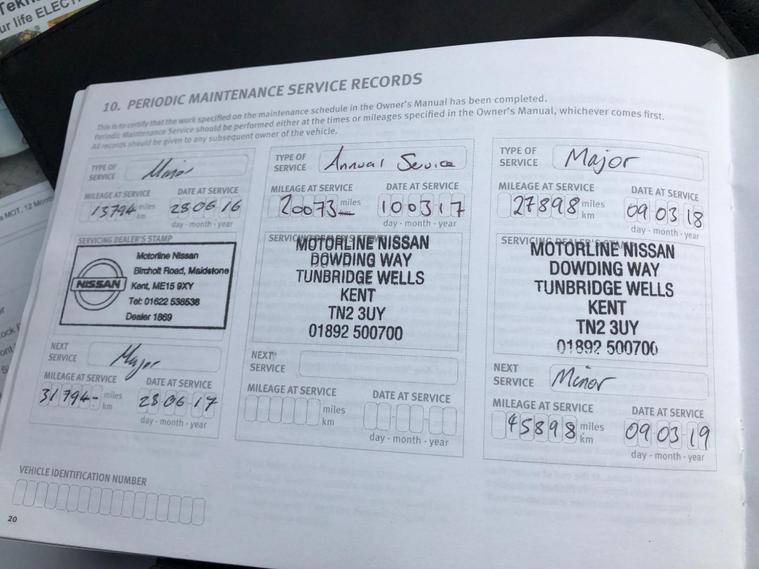 ur life ELECT
a MOT, 12 Mon
10. PERIODIC MAINTENANCE SERVICE RECORDS
This is to certify that the work specified on the maintenance schedule in the Owner's Manual has been completed.
Periodic Maintenance Service should be performed either at the times or mileages specified in the Owner's Manual, whichever comes first.
All records should be given to any subsequent owner of the vehicle.
TYPE OF SERVICE Minor
MILEAGE AT SERVICE DATE AT SERVICE
13794 miles km 28 06 16
day - month - year
SERVICING DEALER'S STAMP
Motorline Nissan
Bircholt Road, Maidstone
NISSAN Kent, ME15 9XY
Tel: 01622 538538
Dealer 1869
NEXT SERVICE Major
MILEAGE AT SERVICE DATE AT SERVICE
31794- miles km 28 06 17
day - month - year
VEHICLE IDENTIFICATION NUMBER
20
TYPE OF SERVICE Annual Service
MILEAGE AT SERVICE DATE AT SERVICE
20073 miles km 10 03 17
day - month - year
MOTORLINE NISSAN
DOWDING WAY
TUNBRIDGE WELLS
KENT
TN2 3UY
01892 500700
NEXT SERVICE
MILEAGE AT SERVICE DATE AT SERVICE
miles km
day - month - year
TYPE OF SERVICE Major
MILEAGE AT SERVICE DATE AT SERVICE
27898 miles km 09 03 18
day - month - year
MOTORLINE NISSAN
DOWDING WAY
TUNBRIDGE WELLS
KENT
TN2 3UY
01892 500700
NEXT SERVICE Minor
MILEAGE AT SERVICE DATE AT SERVICE
45898 miles km 09 03 19
day - month - year